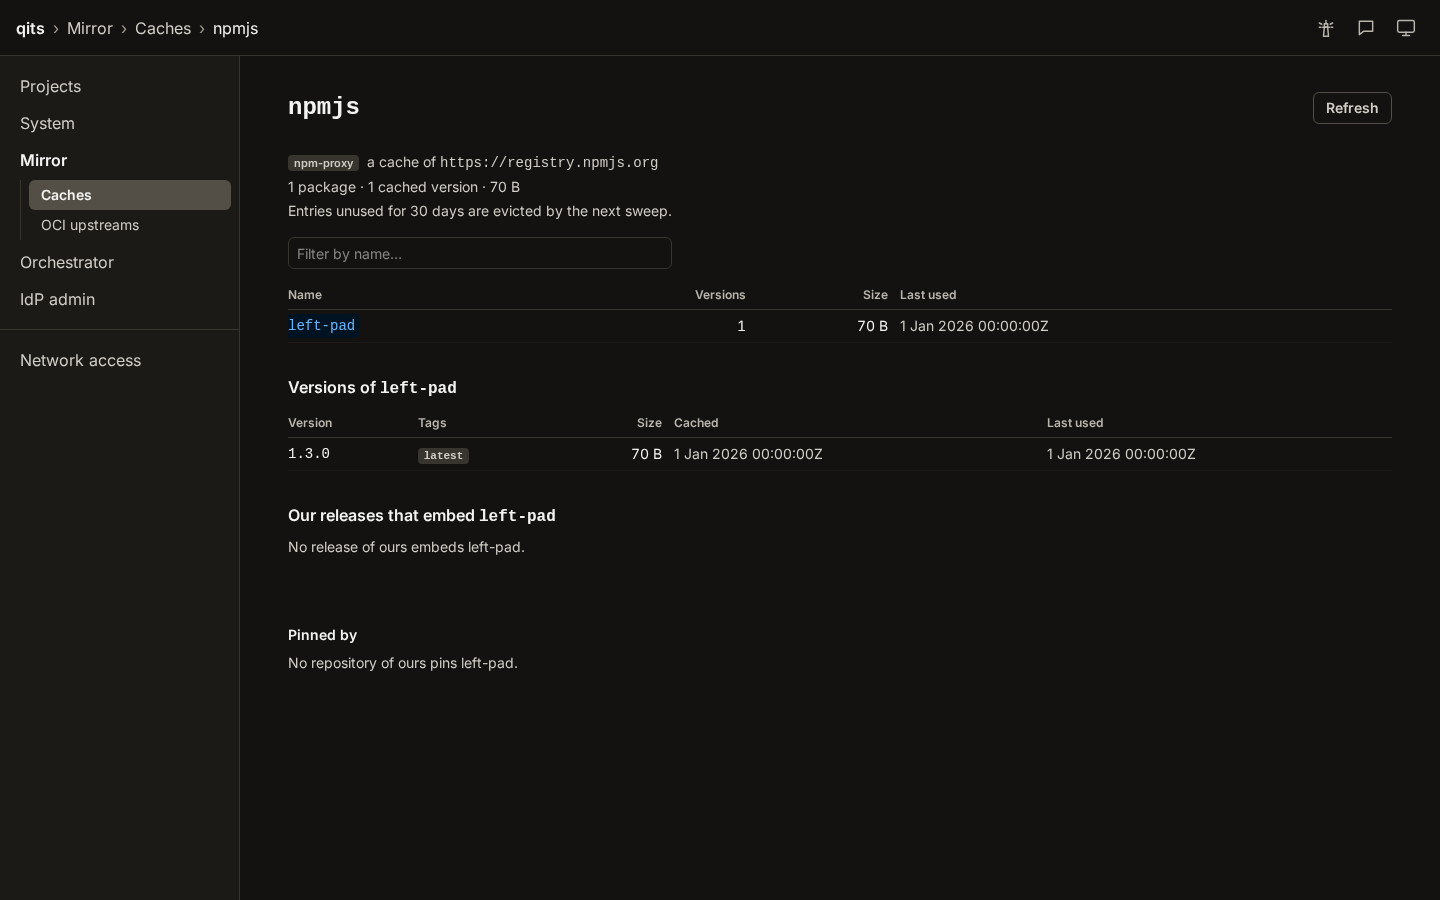 qits › Mirror › Caches › npmjs
Projects
System
Mirror
Caches
OCI upstreams
Orchestrator
IdP admin
Network access
npmjs
Refresh
npm-proxy a cache of https://registry.npmjs.org
1 package · 1 cached version · 70 B
Entries unused for 30 days are evicted by the next sweep.
Filter by name...
Name Versions Size Last used
left-pad 1 70 B 1 Jan 2026 00:00:00Z
Versions of left-pad
Version Tags Size Cached Last used
1.3.0 latest 70 B 1 Jan 2026 00:00:00Z 1 Jan 2026 00:00:00Z
Our releases that embed left-pad
No release of ours embeds left-pad.
Pinned by
No repository of ours pins left-pad.